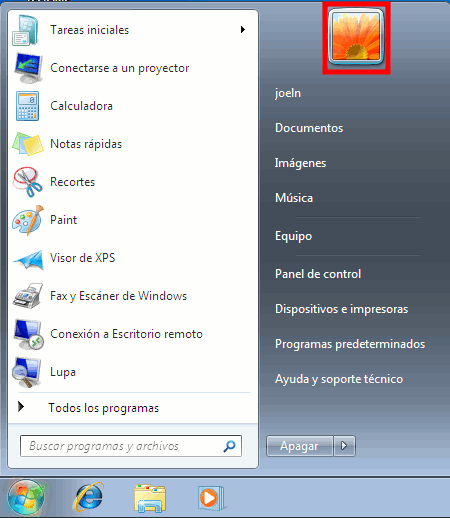 Tareas iniciales
Conectarse a un proyector
Calculadora
Notas rápidas
Recortes
Paint
Visor de XPS
Fax y Escáner de Windows
Conexión a Escritorio remoto
Lupa
Todos los programas
Buscar programas y archivos
joeln
Documentos
Imágenes
Música
Equipo
Panel de control
Dispositivos e impresoras
Programas predeterminados
Ayuda y soporte técnico
Apagar